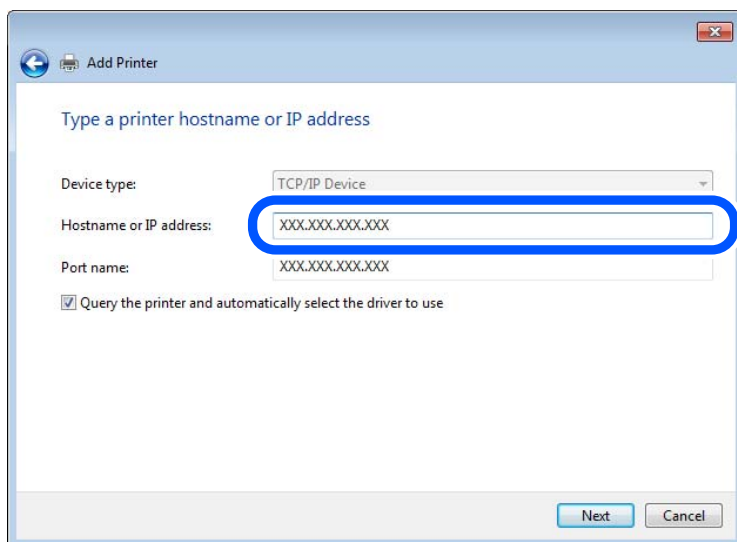 Add Printer
Type a printer hostname or IP address
Device type: TCP/IP Device
Hostname or IP address: XXX.XXX.XXX.XXX
Port name: XXX.XXX.XXX.XXX
Query the printer and automatically select the driver to use
Next Cancel